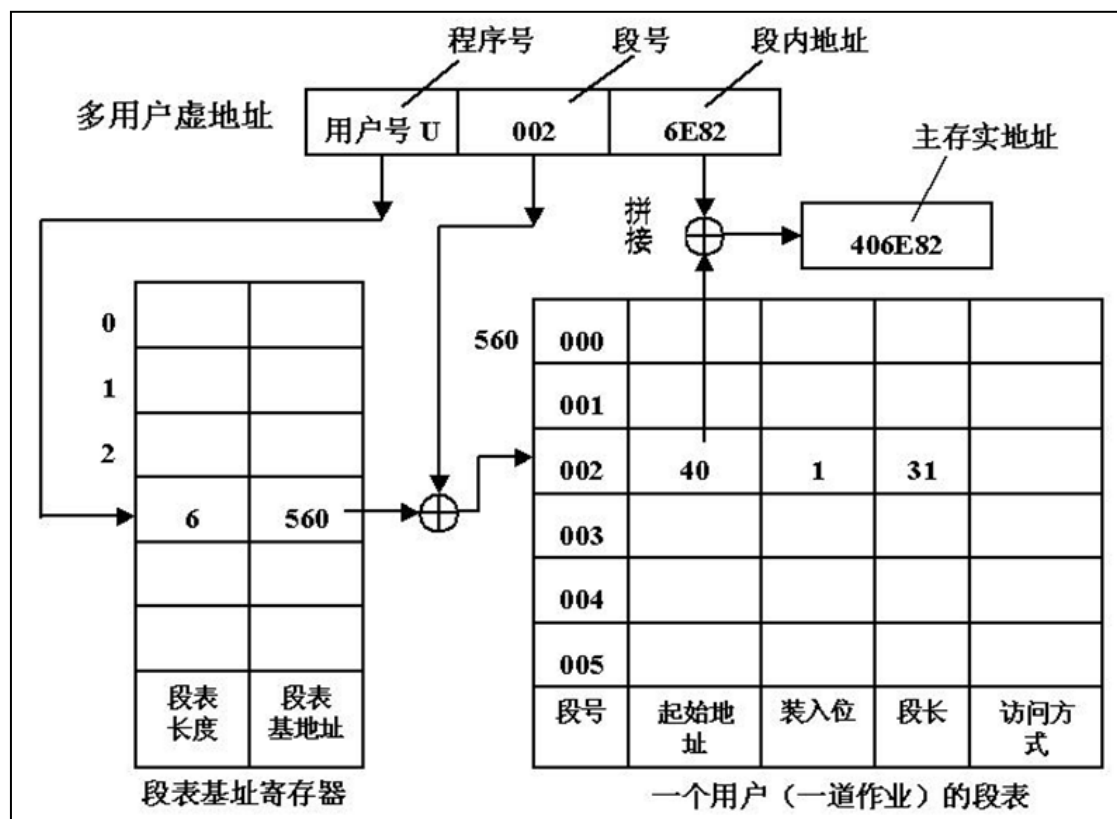 程序号 段号 段内地址
多用户虚地址 用户号 U 002 6E82
主存实地址
拼接
406E82
0
560 000
1
001
2
002 40 1 31
6 560
003
004
005
段表长度 段表基地址
段号 起始地址 装入位 段长 访问方式
段表基址寄存器 一个用户（一道作业）的段表